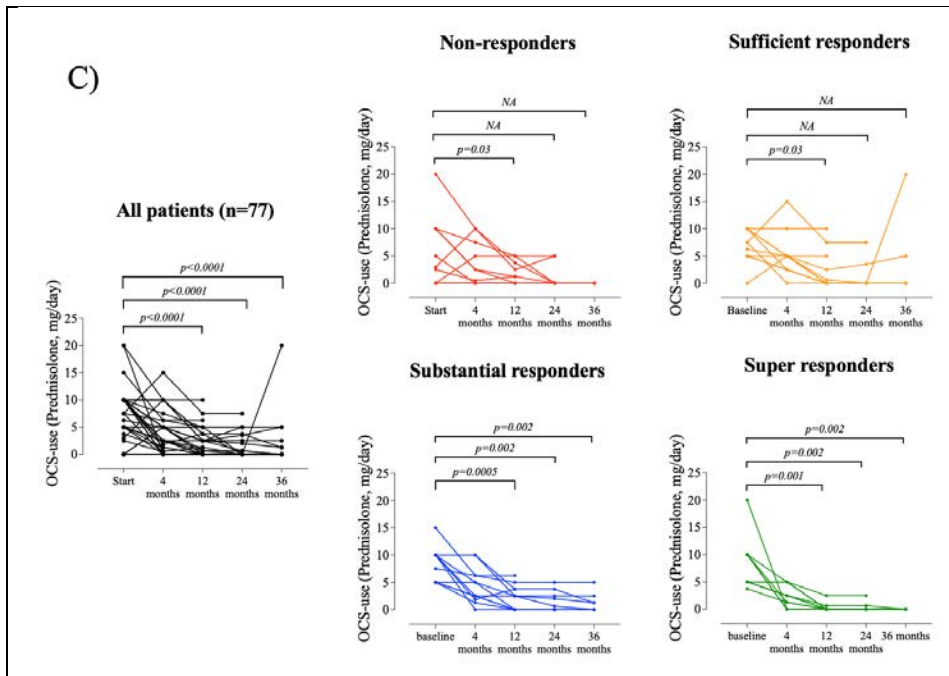 C)
All patients (n=77)
p<0.0001
p<0.0001
p<0.0001
OCS-use (Prednisolone, mg/day)
25
20
15
10
5
0
Start 4 12 24 36
months months months months
Non-responders
NA
NA
p=0.03
OCS-use (Prednisolone, mg/day)
25
20
15
10
5
0
Start 4 12 24 36
months months months months
Sufficient responders
NA
NA
p=0.03
OCS-use (Prednisolone, mg/day)
25
20
15
10
5
0
Baseline 4 12 24 36
months months months months
Substantial responders
p=0.002
p=0.002
p=0.0005
OCS-use (Prednisolone, mg/day)
25
20
15
10
5
0
baseline 4 12 24 36
months months months months
Super responders
p=0.002
p=0.002
p=0.001
OCS-use (Prednisolone, mg/day)
25
20
15
10
5
0
baseline 4 12 24 36 months
months months months